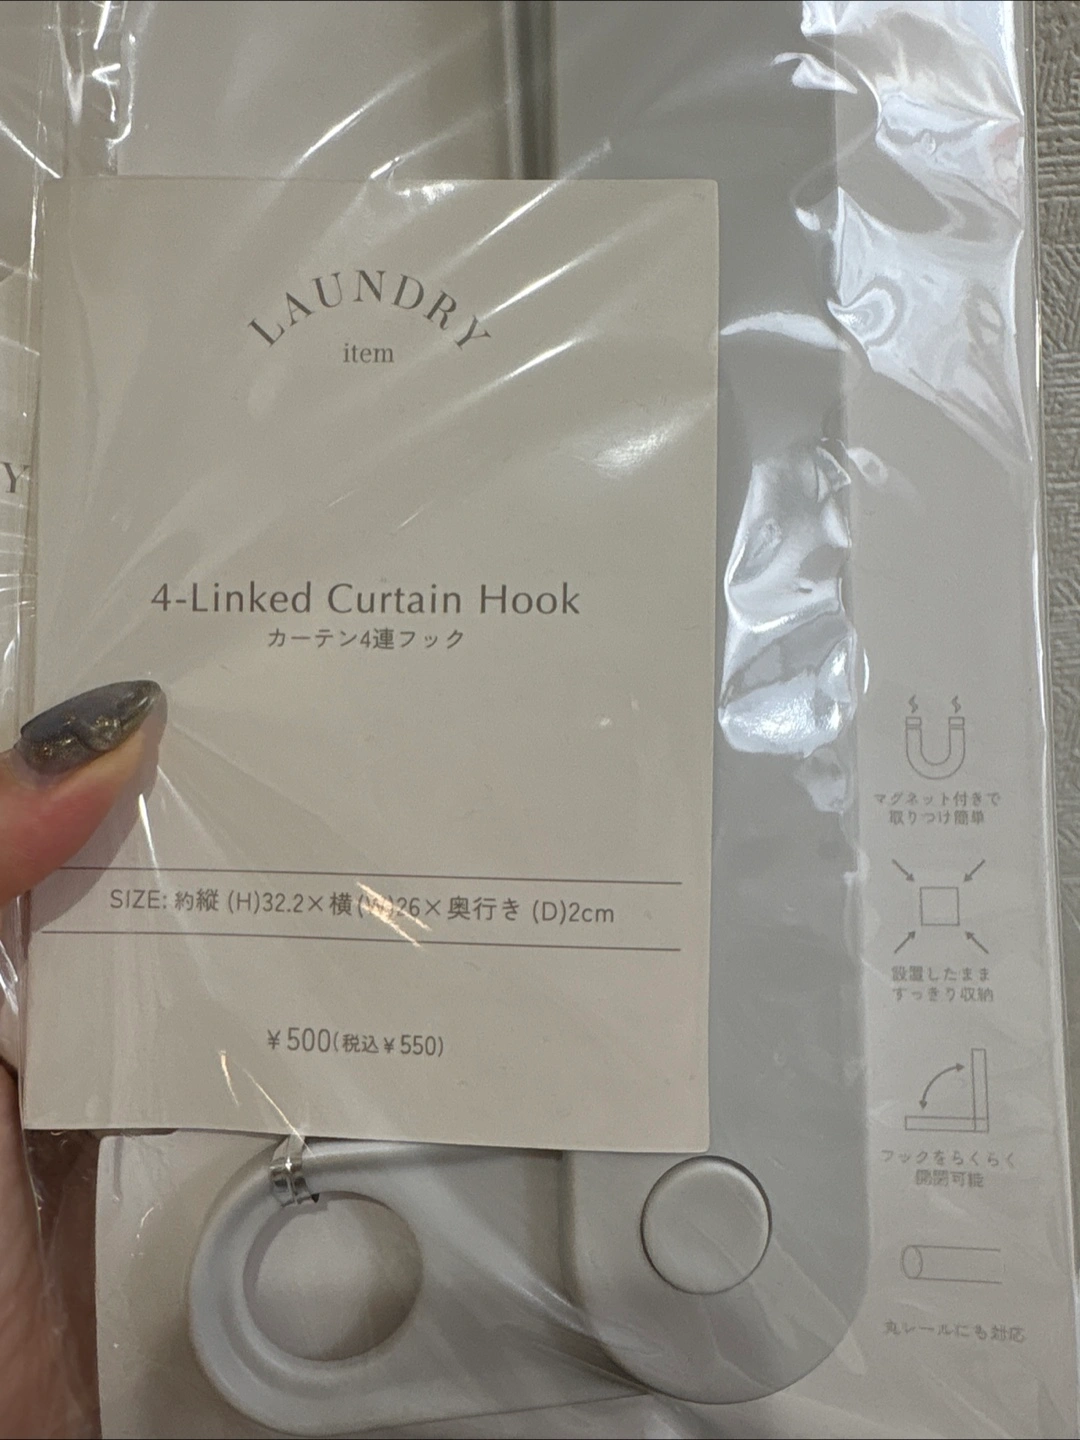 LAUNDRY
item
4-Linked Curtain Hook
カーテン4連フック
SIZE: 約縦 (H)32.2×横(W)26×奥行き (D)2cm
¥500(税込¥550)
Y
マグネット付きで
取りつけ簡単
設置したまま
すっきり収納
フックをらくらく
開閉可能
丸レールにも対応